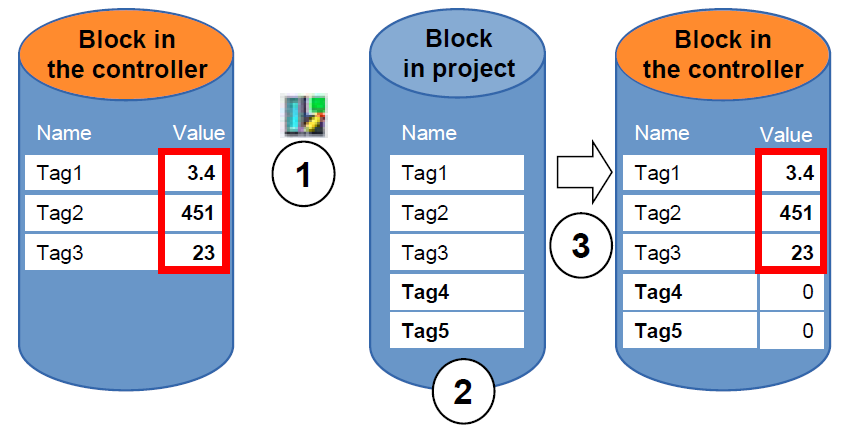 Block in
the controller
Name Value
Tag1 3.4
Tag2 451
Tag3 23
1
Block
in project
Name
Tag1
Tag2
Tag3
Tag4
Tag5
2
3
Block in
the controller
Name Value
Tag1 3.4
Tag2 451
Tag3 23
Tag4 0
Tag5 0